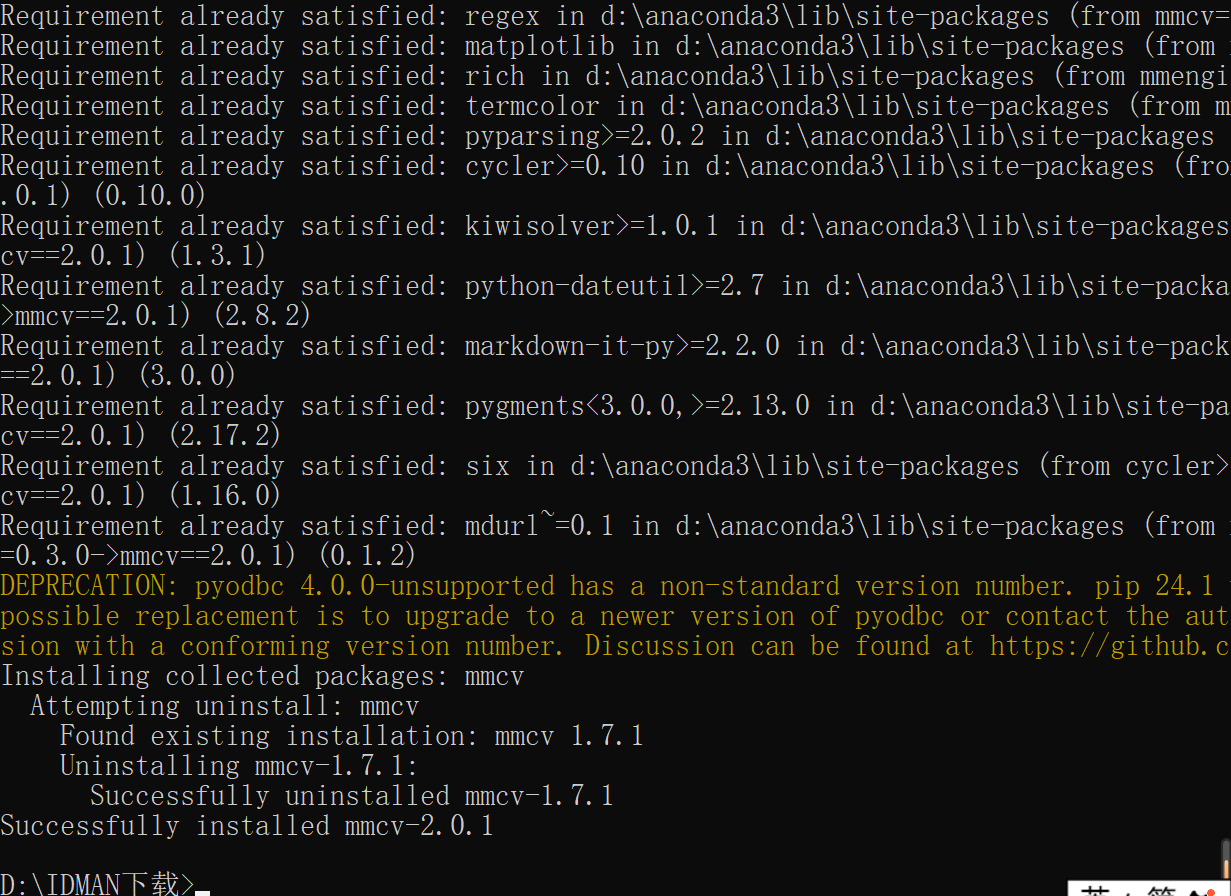 Requirement already satisfied: regex in d:\anaconda3\lib\site-packages (from mmcv=
Requirement already satisfied: matplotlib in d:\anaconda3\lib\site-packages (from
Requirement already satisfied: rich in d:\anaconda3\lib\site-packages (from mmengi
Requirement already satisfied: termcolor in d:\anaconda3\lib\site-packages (from m
Requirement already satisfied: pyparsing>=2.0.2 in d:\anaconda3\lib\site-packages
Requirement already satisfied: cycler>=0.10 in d:\anaconda3\lib\site-packages (fro
.0.1) (0.10.0)
Requirement already satisfied: kiwisolver>=1.0.1 in d:\anaconda3\lib\site-packages
cv==2.0.1) (1.3.1)
Requirement already satisfied: python-dateutil>=2.7 in d:\anaconda3\lib\site-packa
>mmcv==2.0.1) (2.8.2)
Requirement already satisfied: markdown-it-py>=2.2.0 in d:\anaconda3\lib\site-pack
==2.0.1) (3.0.0)
Requirement already satisfied: pygments<3.0.0,>=2.13.0 in d:\anaconda3\lib\site-pa
cv==2.0.1) (2.17.2)
Requirement already satisfied: six in d:\anaconda3\lib\site-packages (from cycler>
cv==2.0.1) (1.16.0)
Requirement already satisfied: mdurl~=0.1 in d:\anaconda3\lib\site-packages (from
=0.3.0->mmcv==2.0.1) (0.1.2)
DEPRECATION: pyodbc 4.0.0-unsupported has a non-standard version number. pip 24.1
possible replacement is to upgrade to a newer version of pyodbc or contact the aut
sion with a conforming version number. Discussion can be found at https://github.c
Installing collected packages: mmcv
  Attempting uninstall: mmcv
    Found existing installation: mmcv 1.7.1
    Uninstalling mmcv-1.7.1:
      Successfully uninstalled mmcv-1.7.1
Successfully installed mmcv-2.0.1
D:\IDMAN下载>